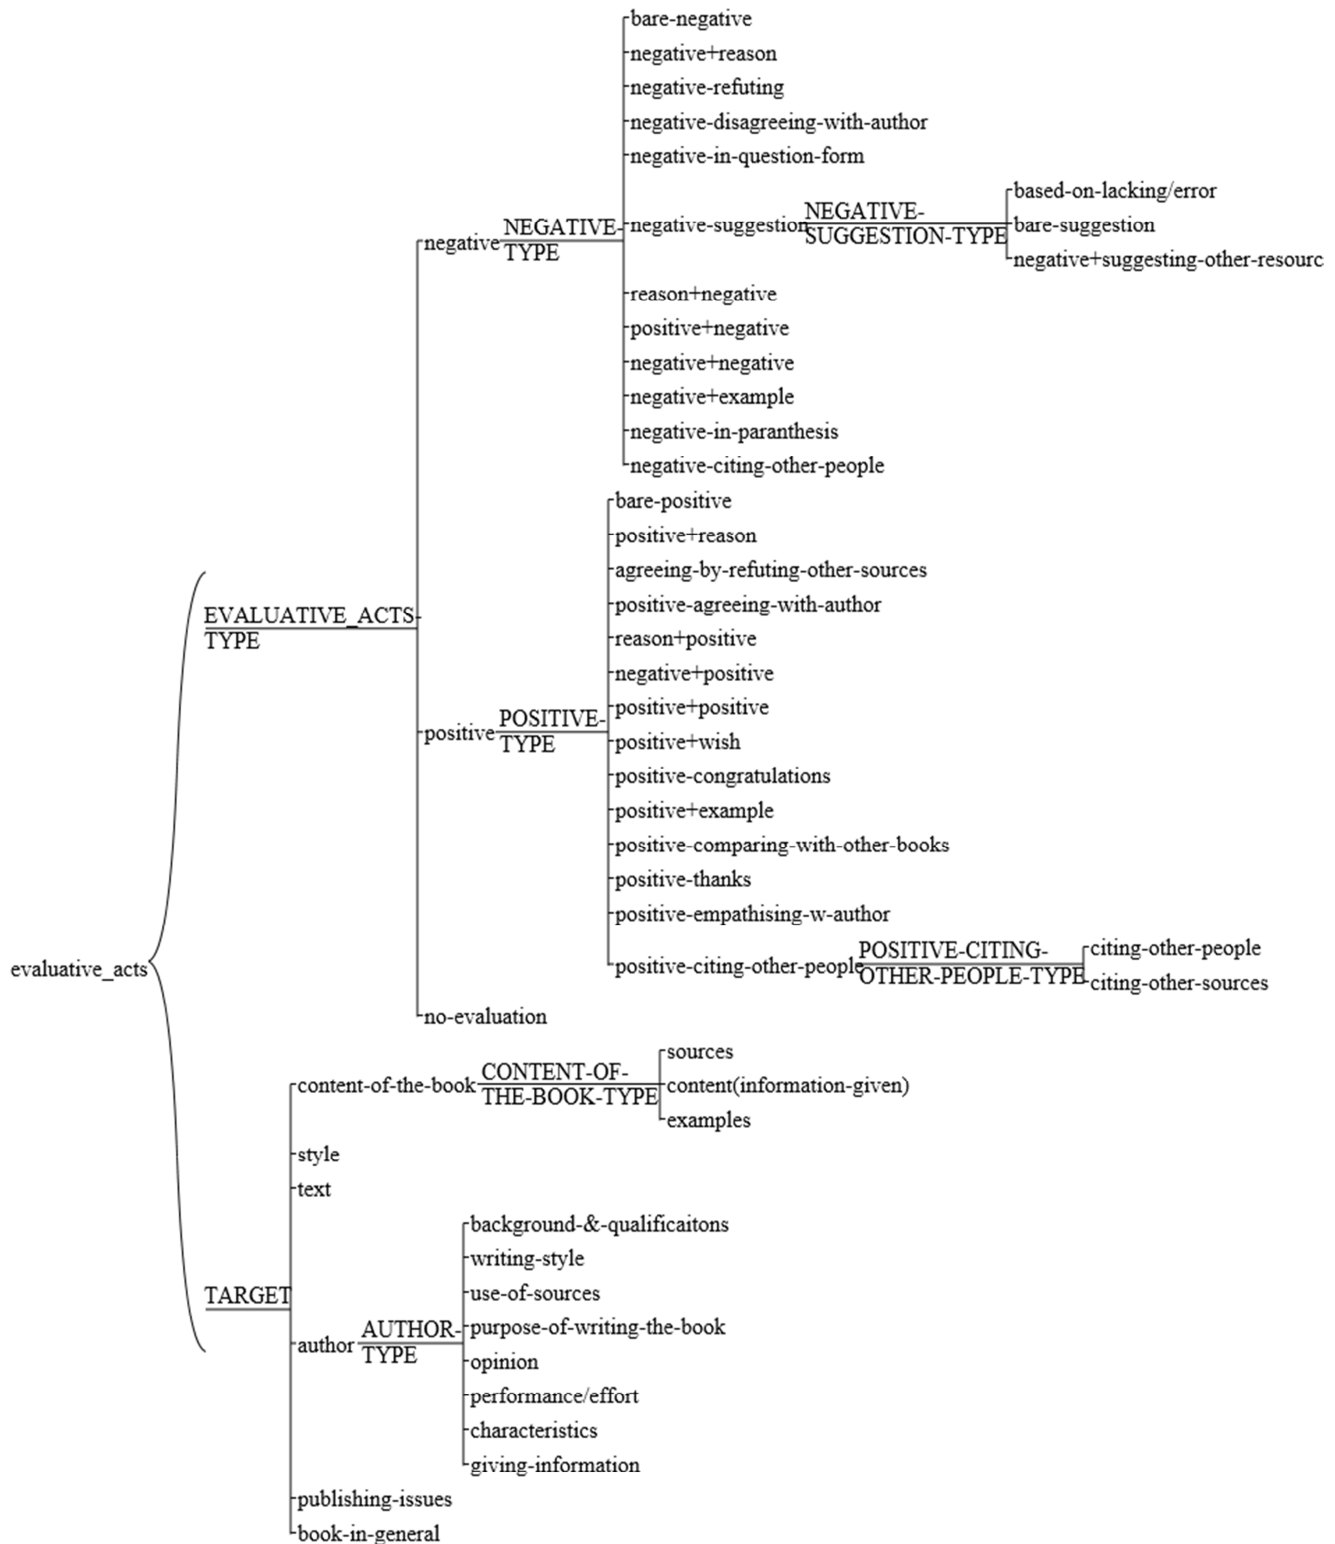 bare-negative
negative+reason
negative-refuting
negative-disagreeing-with-author
negative-in-question-form
negative NEGATIVE-
TYPE
negative-suggestion NEGATIVE-
SUGGESTION-TYPE
based-on-lacking/error
bare-suggestion
negative+suggesting-other-resourc
reason+negative
positive+negative
negative+negative
negative+example
negative-in-paranthesis
negative-citing-other-people
evaluative_acts
EVALUATIVE_ACTS-
TYPE
positive POSITIVE-
TYPE
bare-positive
positive+reason
agreeing-by-refuting-other-sources
positive-agreeing-with-author
reason+positive
negative+positive
positive+positive
positive+wish
positive-congratulations
positive+example
positive-comparing-with-other-books
positive-thanks
positive-empathising-w-author
positive-citing-other-people POSITIVE-CITING-
OTHER-PEOPLE-TYPE
citing-other-people
citing-other-sources
no-evaluation
TARGET
content-of-the-book CONTENT-OF-
THE-BOOK-TYPE
sources
content(information-given)
examples
style
text
author AUTHOR-
TYPE
background-&-qualificaitons
writing-style
use-of-sources
purpose-of-writing-the-book
opinion
performance/effort
characteristics
giving-information
publishing-issues
book-in-general